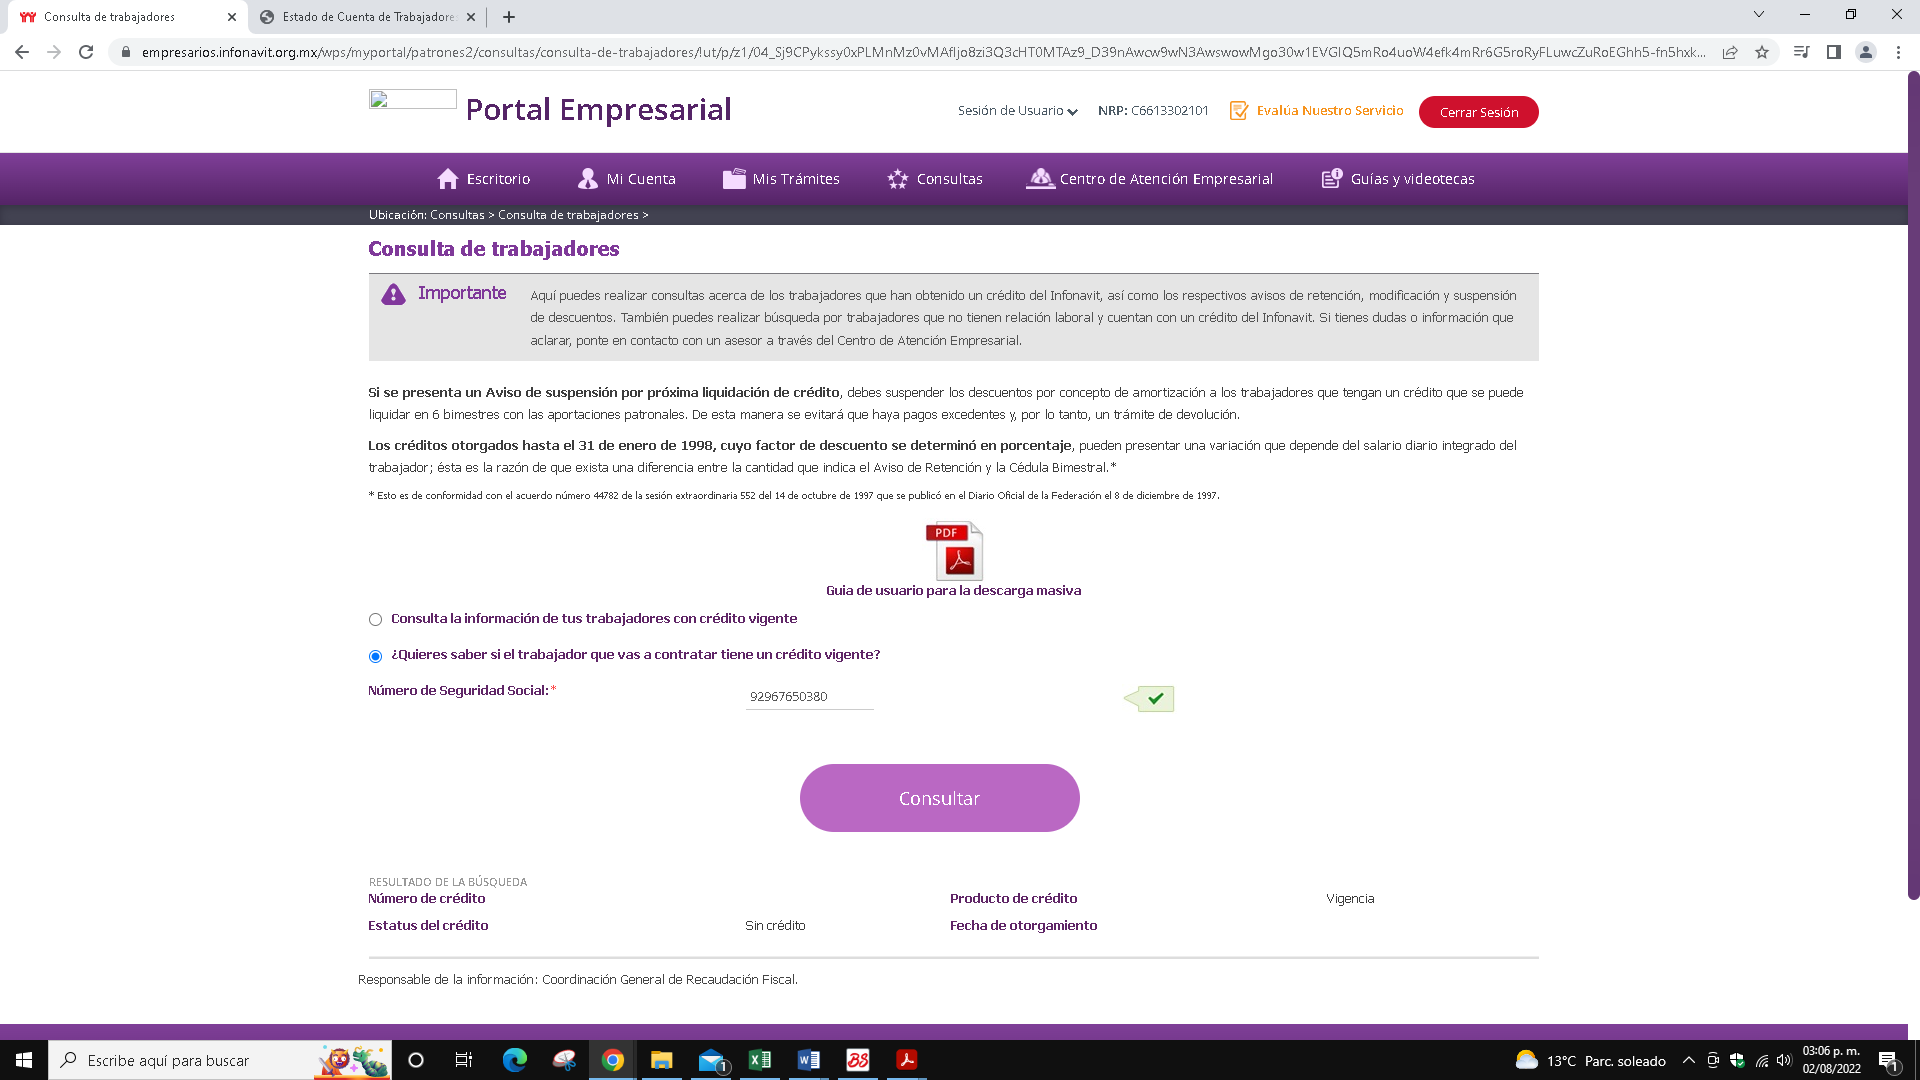 Consulta de trabajadores
Estado de Cuenta de Trabajadore
empresarios.infonavit.org.mx/wps/myportal/patrones2/consultas/consulta-de-trabajadores/!ut/p/z1/
Portal Empresarial
Sesión de Usuario
NRP: C6613302101
Evalúa Nuestro Servicio
Cerrar Sesión
Escritorio
Mi Cuenta
Mis Trámites
Consultas
Centro de Atención Empresarial
Guías y videotecas
Ubicación: Consultas > Consulta de trabajadores >
Consulta de trabajadores
Importante
Aquí puedes realizar consultas acerca de los trabajadores que han obtenido un crédito del Infonavit, así como los respectivos avisos de retención, modificación y suspensión
de descuentos. También puedes realizar búsqueda por trabajadores que no tienen relación laboral y cuentan con un crédito del Infonavit. Si tienes dudas o información que
aclarar, ponte en contacto con un asesor a través del Centro de Atención Empresarial.
Si se presenta un Aviso de suspensión por próxima liquidación de crédito, debes suspender los descuentos por concepto de amortización a los trabajadores que tengan un crédito que se puede
liquidar en 6 bimestres con las aportaciones patronales. De esta manera se evitará que haya pagos excedentes y, por lo tanto, un trámite de devolución.
Los créditos otorgados hasta el 31 de enero de 1998, cuyo factor de descuento se determinó en porcentaje, pueden presentar una variación que depende del salario diario integrado del
trabajador; ésta es la razón de que exista una diferencia entre la cantidad que indica el Aviso de Retención y la Cédula Bimestral.*
* Esto es de conformidad con el acuerdo número 44782 de la sesión extraordinaria 552 del 14 de octubre de 1997 que se publicó en el Diario Oficial de la Federación el 8 de diciembre de 1997.
PDF
Guia de usuario para la descarga masiva
Consulta la información de tus trabajadores con crédito vigente
¿Quieres saber si el trabajador que vas a contratar tiene un crédito vigente?
Número de Seguridad Social:*
92967650380
Consultar
RESULTADO DE LA BÚSQUEDA
Número de crédito
Producto de crédito
Vigencia
Estatus del crédito
Sin crédito
Fecha de otorgamiento
Responsable de la información: Coordinación General de Recaudación Fiscal.
Escribe aquí para buscar
1
BS
13°C Parc. soleado
03:06 p. m.
02/08/2022
1